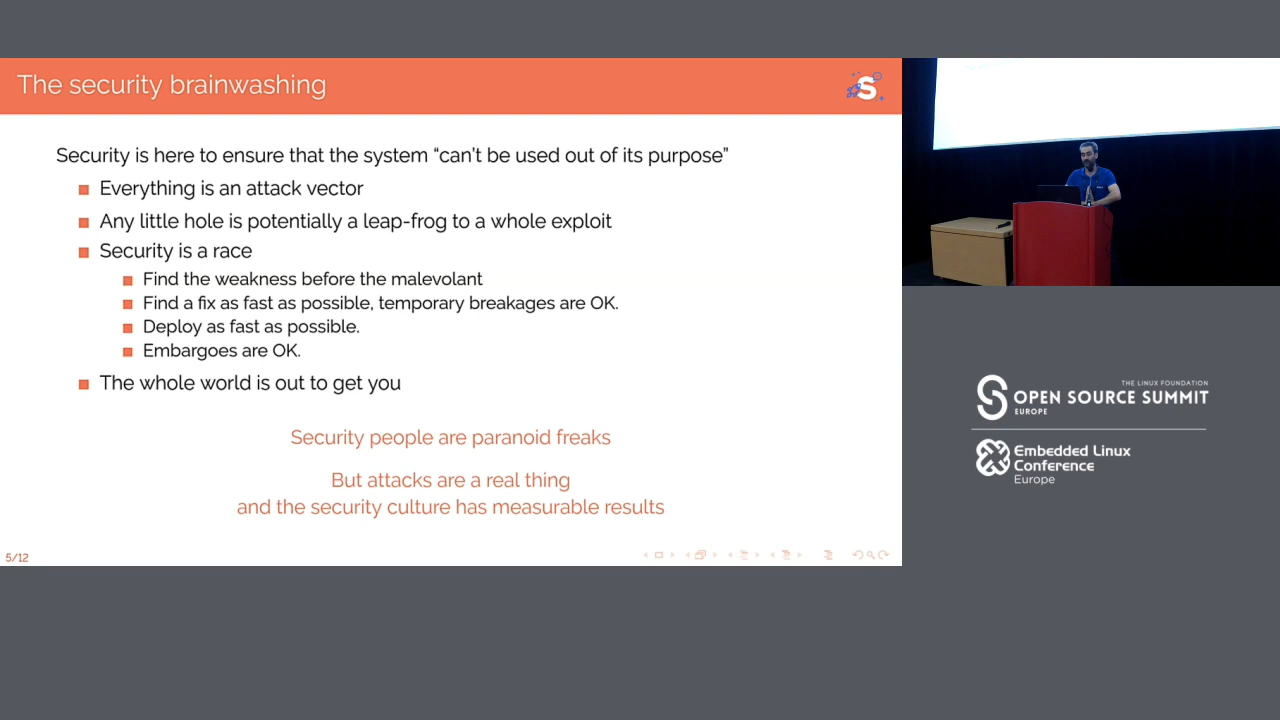 The security brainwashing
S
Security is here to ensure that the system “can't be used out of its purpose”
Everything is an attack vector
Any little hole is potentially a leap-frog to a whole exploit
Security is a race
Find the weakness before the malevolant
Find a fix as fast as possible, temporary breakages are OK.
Deploy as fast as possible.
Embargoes are OK.
The whole world is out to get you
Security people are paranoid freaks
But attacks are a real thing
and the security culture has measurable results
5/12
THE LINUX FOUNDATION
OPEN SOURCE SUMMIT
EUROPE
Embedded Linux
Conference
Europe